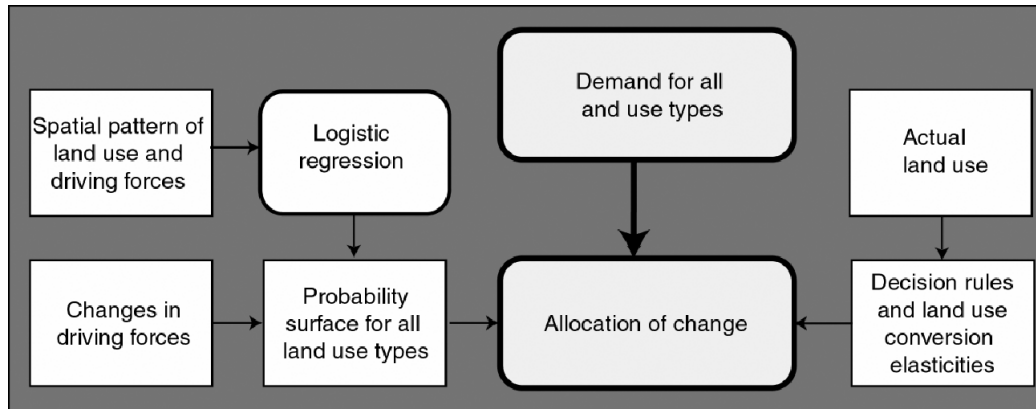 Spatial pattern of
land use and
driving forces
Logistic
regression
Demand for all
and use types
Actual
land use
Changes in
driving forces
Probability
surface for all
land use types
Allocation of change
Decision rules
and land use
conversion
elasticities